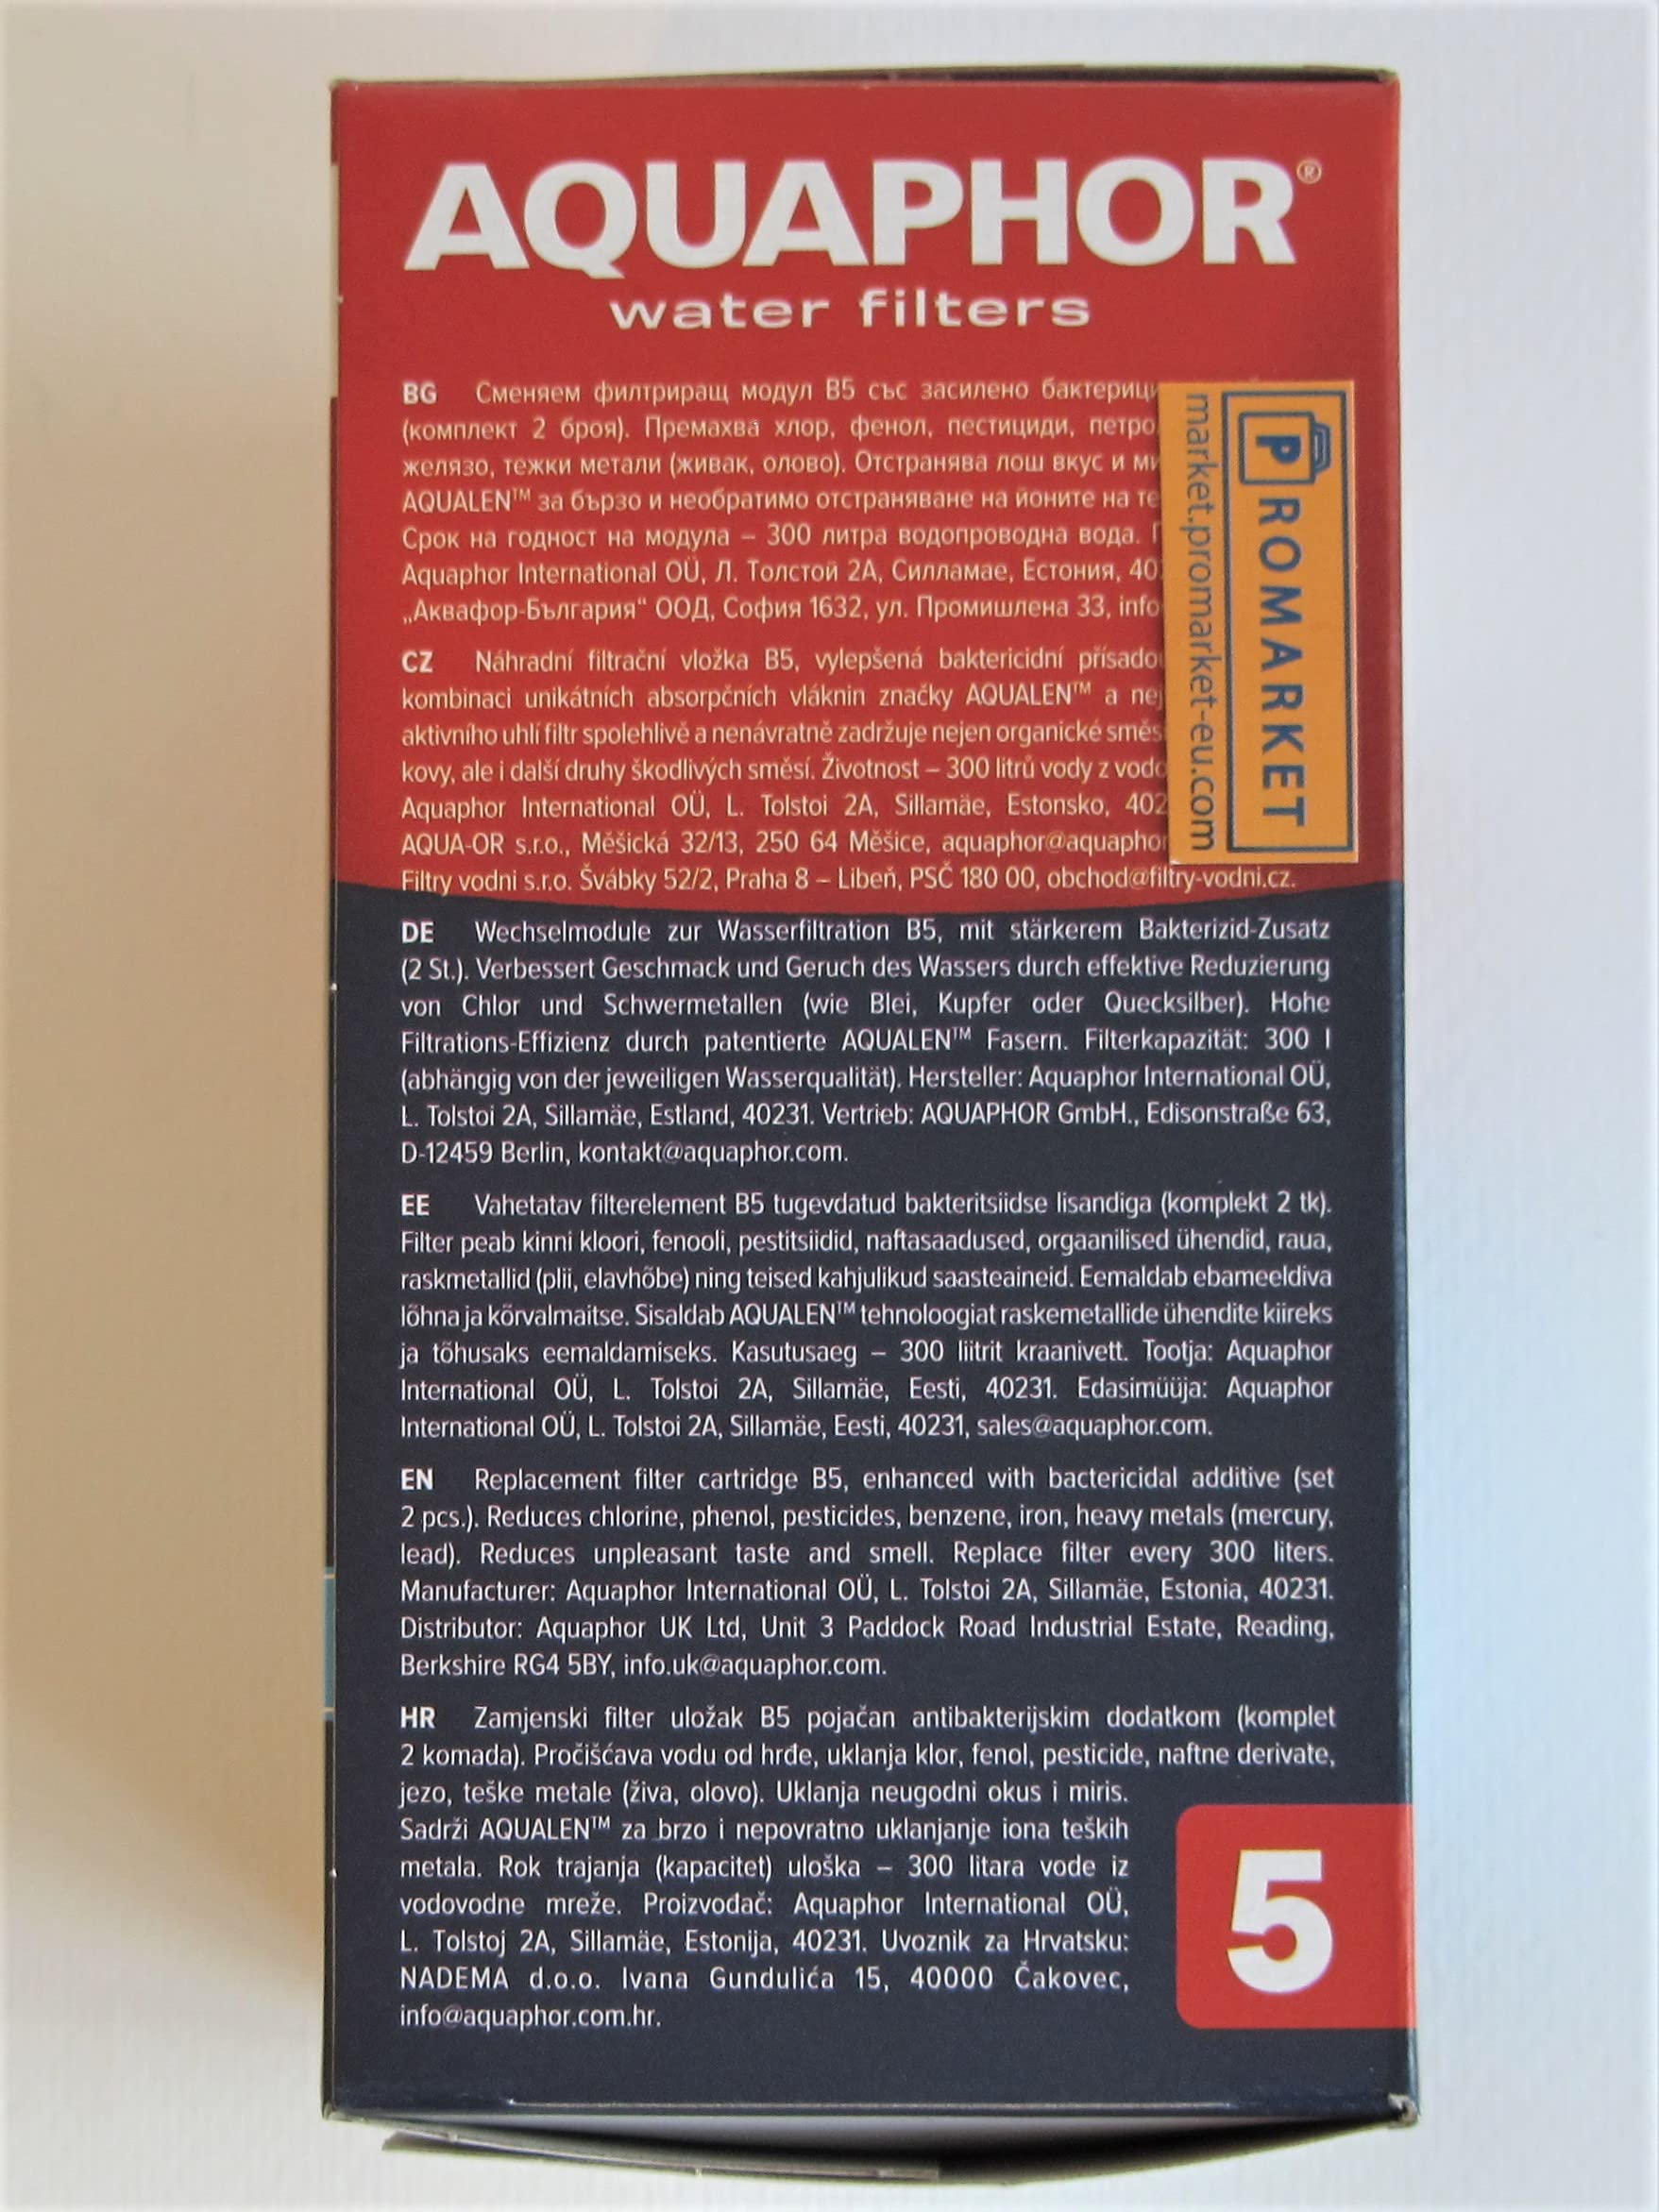 AQUAPHOR®
water filters
BG Сменяем филтриращ модул B5 със засилено
(комплект 2 броя). Премахва хлор, фенол, пестициди,
желязо, тежки метали (живак, олово). Отстранява лош вкус и
AQUALEN™ за бързо и необратимо отстраняване на йоните на
Срок на годност на модула – 300 литра водопроводна вода.
Aquaphor International OÜ, Л. Толстой 2А, Силламае, Естония,
„Аквафор-България“ ООД, София 1632, ул. Промишлена 33,
CZ Náhradní filtrační vložka B5, vylepšená baktericidní
kombinaci unikátních absorpčních vláknin značky AQUALEN™ a
aktivního uhlí filtr spolehlivě a nenávratně zadržuje nejen organické
kovy, ale i další druhy škodlivých směsí. Životnost – 300 litrů vody z
Aquaphor International OÜ, L. Tolstoi 2A, Sillamäe, Estonsko,
AQUA-OR s.r.o., Měšická 32/13, 250 64 Měšice,
Filtry vodni s.r.o. Švábky 52/2, Praha 8 – Libeň, PSČ 180 00, obchod@filtry-vodni.cz.
PROMARKET
market.promarket-eu.com
DE Wechselmodule zur Wasserfiltration B5, mit stärkerem Bakterizid-Zusatz
(2 St.). Verbessert Geschmack und Geruch des Wassers durch effektive Reduzierung
von Chlor und Schwermetallen (wie Blei, Kupfer oder Quecksilber). Hohe
Filtrations-Effizienz durch patentierte AQUALEN™ Fasern. Filterkapazität: 300 l
(abhängig von der jeweiligen Wasserqualität). Hersteller: Aquaphor International OÜ,
L. Tolstoi 2A, Sillamäe, Estland, 40231. Vertrieb: AQUAPHOR GmbH., Edisonstraße 63,
D-12459 Berlin, kontakt@aquaphor.com.
EE Vahetatav filterelement B5 tugevdatud bakteritsiidse lisandiga (komplekt 2 tk).
Filter peab kinni kloori, fenooli, pestitsiidid, naftasaadused, orgaanilised ühendid, raua,
raskmetallid (plii, elavhõbe) ning teised kahjulikud saasteaineid. Eemaldab ebameeldiva
lõhna ja kõrvalmaitse. Sisaldab AQUALEN™ tehnoloogiat raskemetallide ühendite kiireks
ja tõhusaks eemaldamiseks. Kasutusaeg – 300 liitrit kraanivett. Tootja: Aquaphor
International OÜ, L. Tolstoi 2A, Sillamäe, Eesti, 40231. Edasimüüja: Aquaphor
International OÜ, L. Tolstoi 2A, Sillamäe, Eesti, 40231, sales@aquaphor.com.
EN Replacement filter cartridge B5, enhanced with bactericidal additive (set
2 pcs.). Reduces chlorine, phenol, pesticides, benzene, iron, heavy metals (mercury,
lead). Reduces unpleasant taste and smell. Replace filter every 300 liters.
Manufacturer: Aquaphor International OÜ, L. Tolstoi 2A, Sillamäe, Estonia, 40231.
Distributor: Aquaphor UK Ltd, Unit 3 Paddock Road Industrial Estate, Reading,
Berkshire RG4 5BY, info.uk@aquaphor.com.
HR Zamjenski filter uložak B5 pojačan antibakterijskim dodatkom (komplet
2 komada). Pročišćava vodu od hrđe, uklanja klor, fenol, pesticide, naftne derivate,
jezo, teške metale (živa, olovo). Uklanja neugodni okus i miris.
Sadrži AQUALEN™ za brzo i nepovratno uklanjanje iona teških
metala. Rok trajanja (kapacitet) uloška – 300 litara vode iz
vodovodne mreže. Proizvođač: Aquaphor International OÜ,
L. Tolstoj 2A, Sillamäe, Estonija, 40231. Uvoznik za Hrvatsku:
NADEMA d.o.o. Ivana Gundulića 15, 40000 Čakovec,
info@aquaphor.com.hr.
5